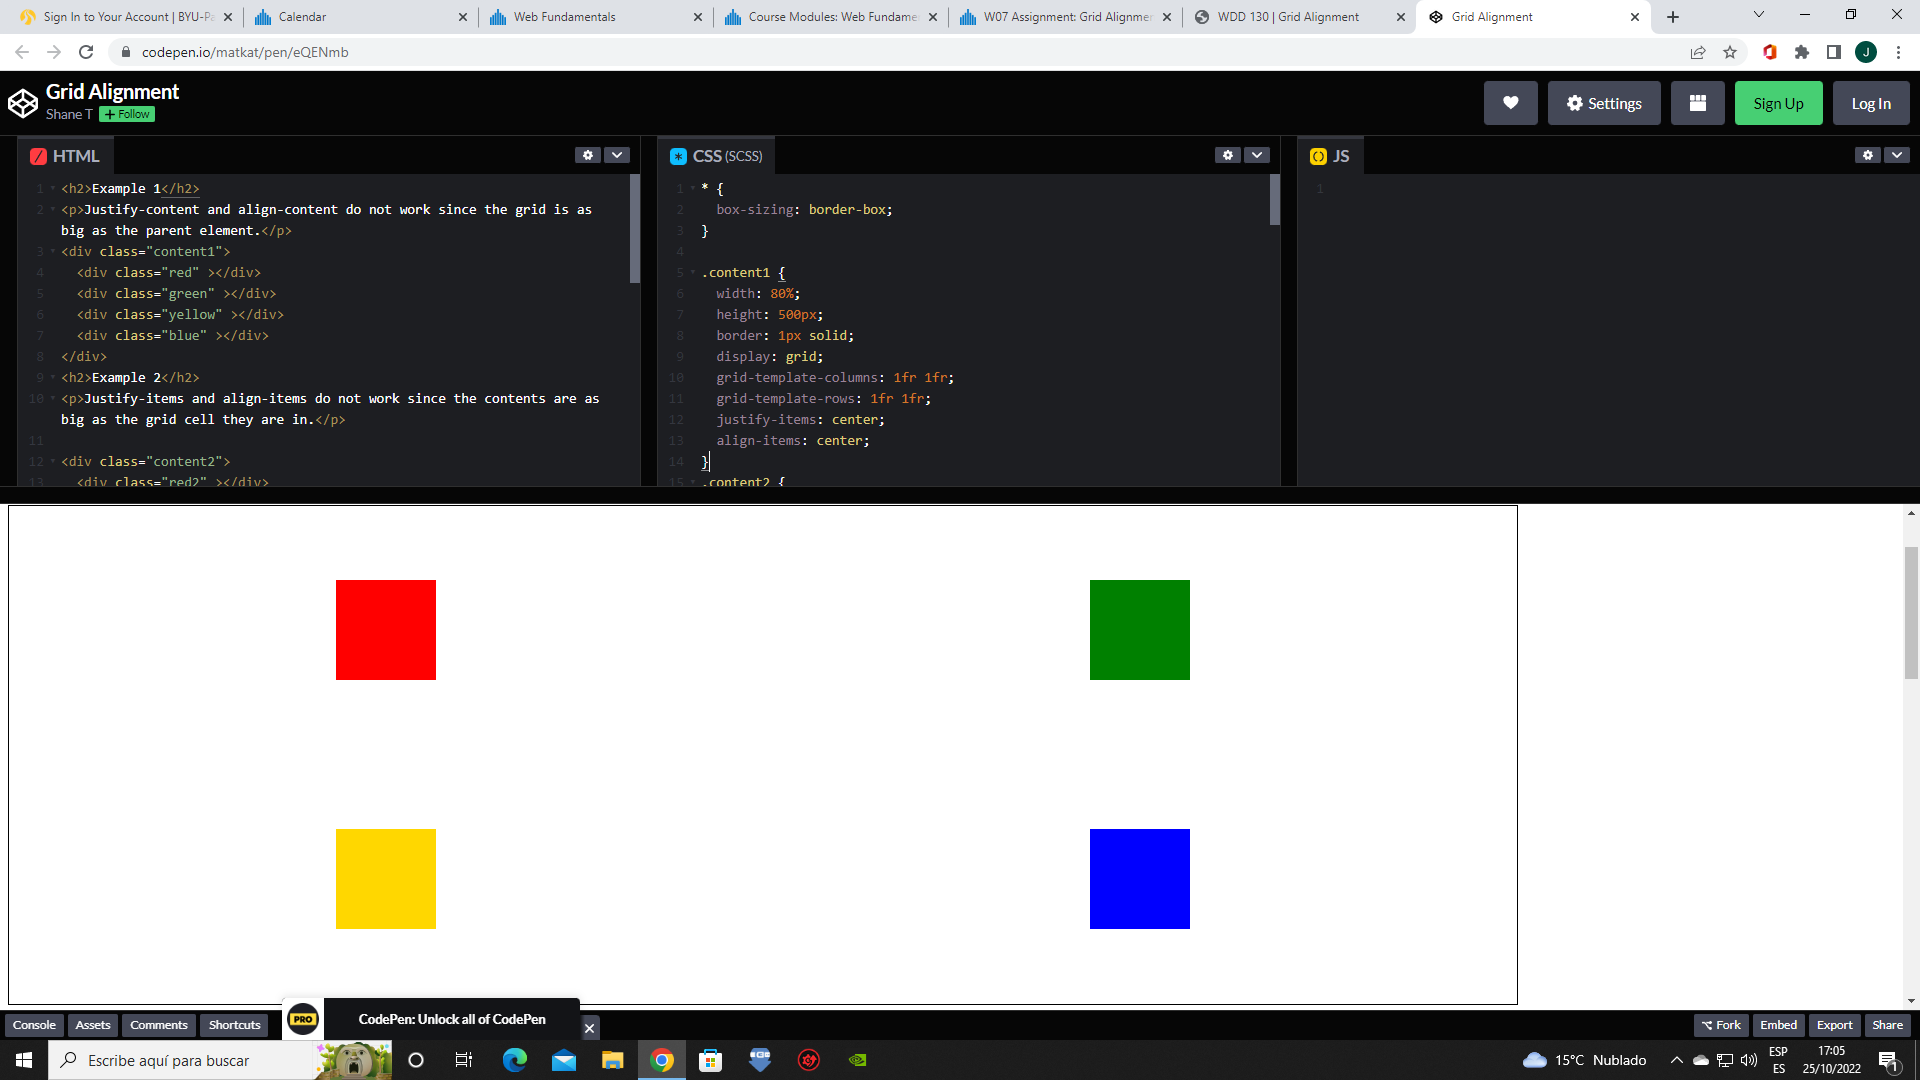 Sign In to Your Account | BYU-Pa
Calendar
Web Fundamentals
Course Modules: Web Fundame
W07 Assignment: Grid Alignmer
WDD 130 | Grid Alignment
Grid Alignment
codepen.io/matkat/pen/eQENmb
J
Grid Alignment
Shane T
+ Follow
Settings
Sign Up
Log In
HTML
1 <h2>Example 1</h2>
2 <p>Justify-content and align-content do not work since the grid is as
big as the parent element.</p>
3 <div class="content1">
4 <div class="red" ></div>
5 <div class="green" ></div>
6 <div class="yellow" ></div>
7 <div class="blue" ></div>
8 </div>
9 <h2>Example 2</h2>
10 <p>Justify-items and align-items do not work since the contents are as
big as the grid cell they are in.</p>
11
12 <div class="content2">
13 <div class="red2" ></div>
CSS (SCSS)
1 * {
2 box-sizing: border-box;
3 }
4
5 .content1 {
6 width: 80%;
7 height: 500px;
8 border: 1px solid;
9 display: grid;
10 grid-template-columns: 1fr 1fr;
11 grid-template-rows: 1fr 1fr;
12 justify-items: center;
13 align-items: center;
14 }
15 .content2 {
JS
1
Console
Assets
Comments
Shortcuts
PRO
CodePen: Unlock all of CodePen
Fork
Embed
Export
Share
Escribe aquí para buscar
15°C Nublado
ESP
ES
17:05
25/10/2022
1